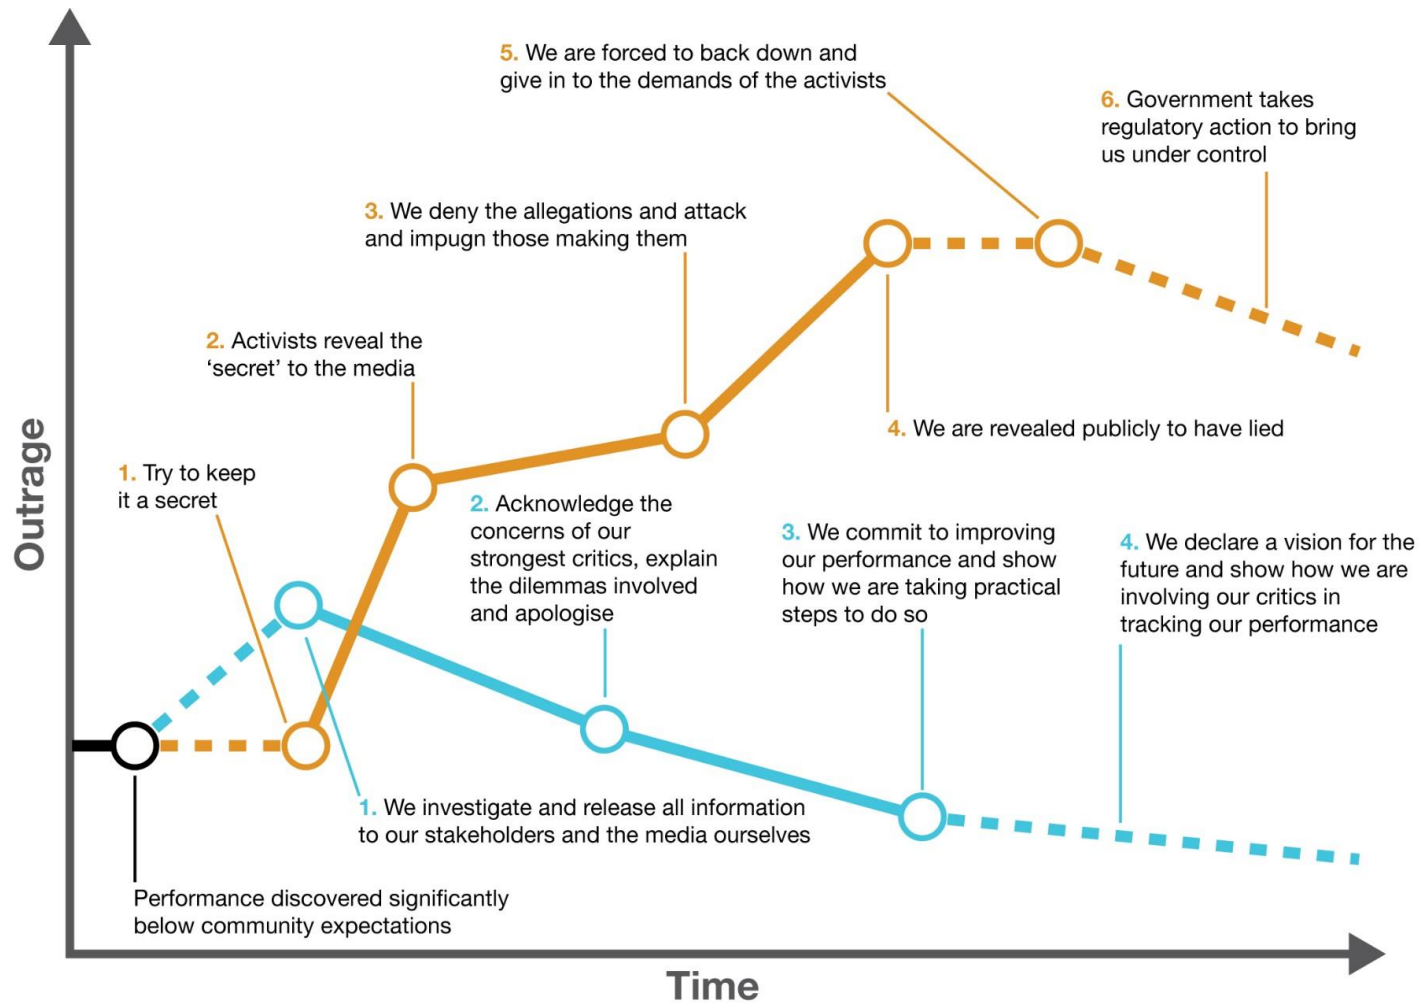 5. We are forced to back down and
give in to the demands of the activists
6. Government takes
regulatory action to bring
us under control
3. We deny the allegations and attack
and impugn those making them
2. Activists reveal the
‘secret’ to the media
4. We are revealed publicly to have lied
1. Try to keep
it a secret
2. Acknowledge the
concerns of our
strongest critics, explain
the dilemmas involved
and apologise
3. We commit to improving
our performance and show
how we are taking practical
steps to do so
4. We declare a vision for the
future and show how we are
involving our critics in
tracking our performance
1. We investigate and release all information
to our stakeholders and the media ourselves
Performance discovered significantly
below community expectations
Outrage
Time